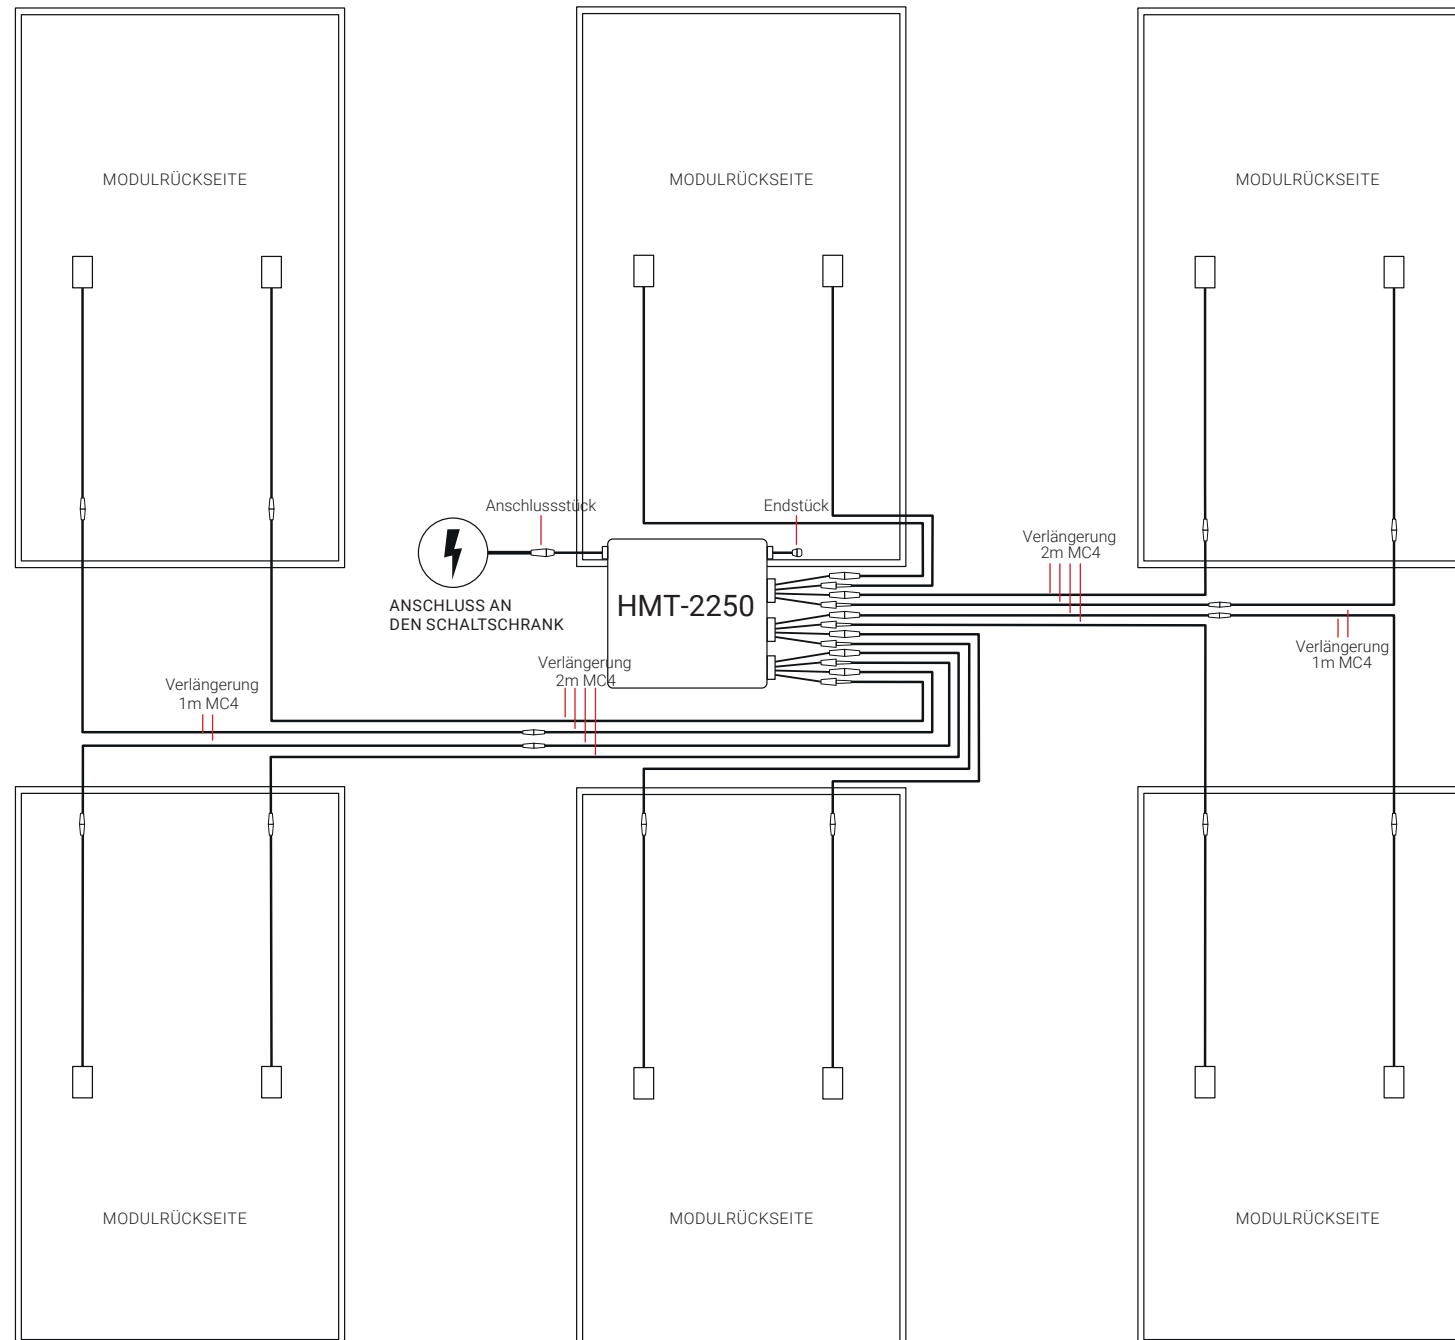 MODULRÜCKSEITE
MODULRÜCKSEITE
MODULRÜCKSEITE
Anschlussstück
Endstück
Verlängerung
2m MC4
ANSCHLUSS AN
DEN SCHALTSCHRANK
HMT-2250
Verlängerung
1m MC4
Verlängerung
2m MC4
Verlängerung
1m MC4
MODULRÜCKSEITE
MODULRÜCKSEITE
MODULRÜCKSEITE